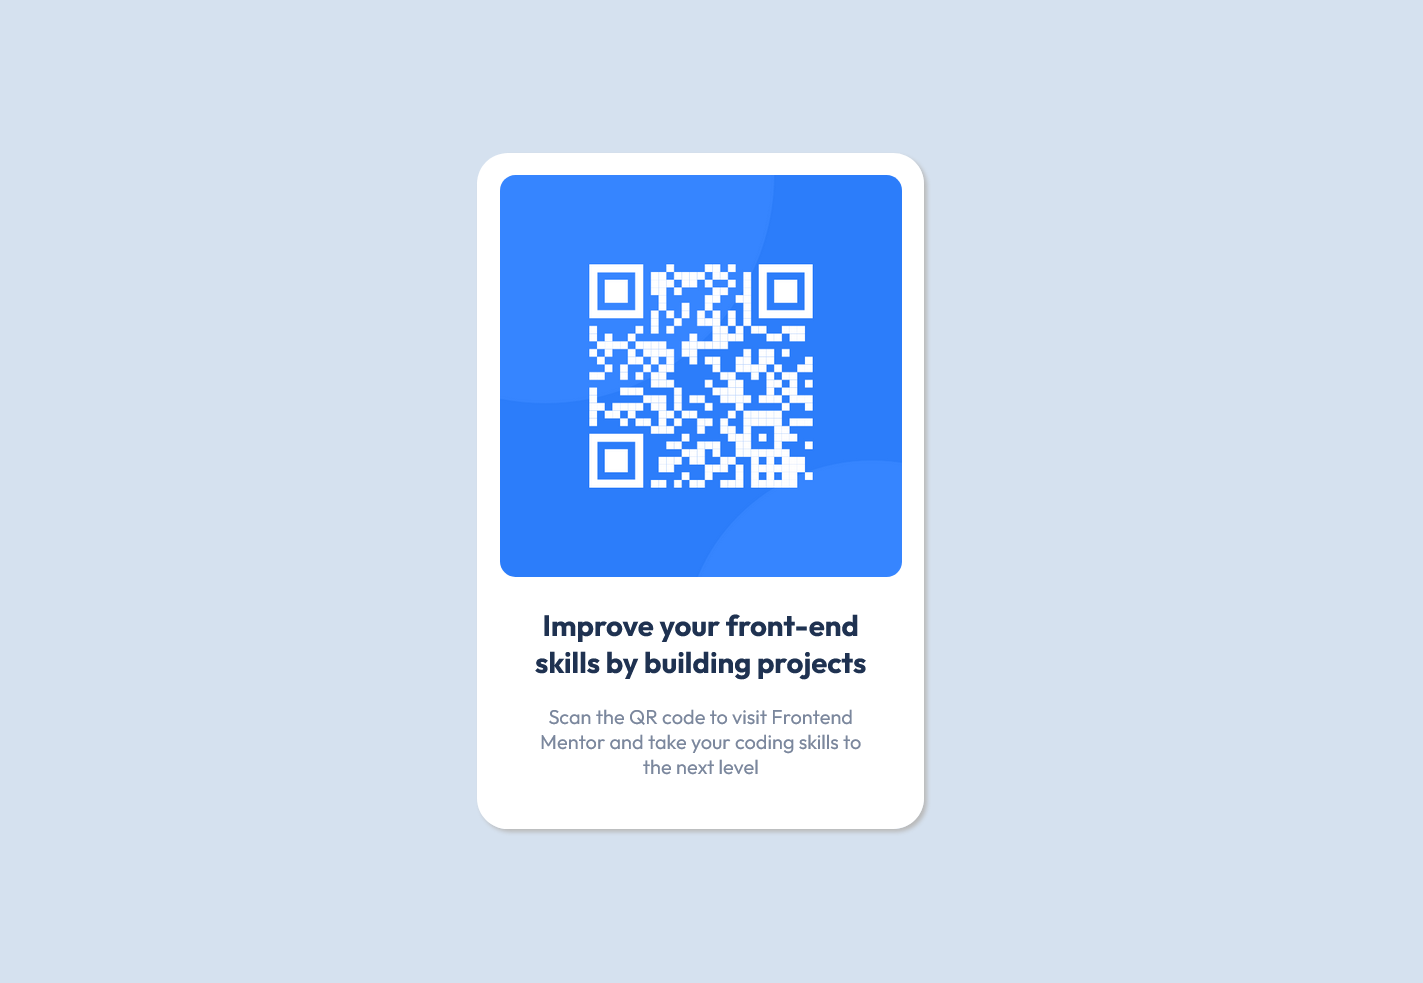 Improve your front-end
skills by building projects
Scan the QR code to visit Frontend
Mentor and take your coding skills to
the next level